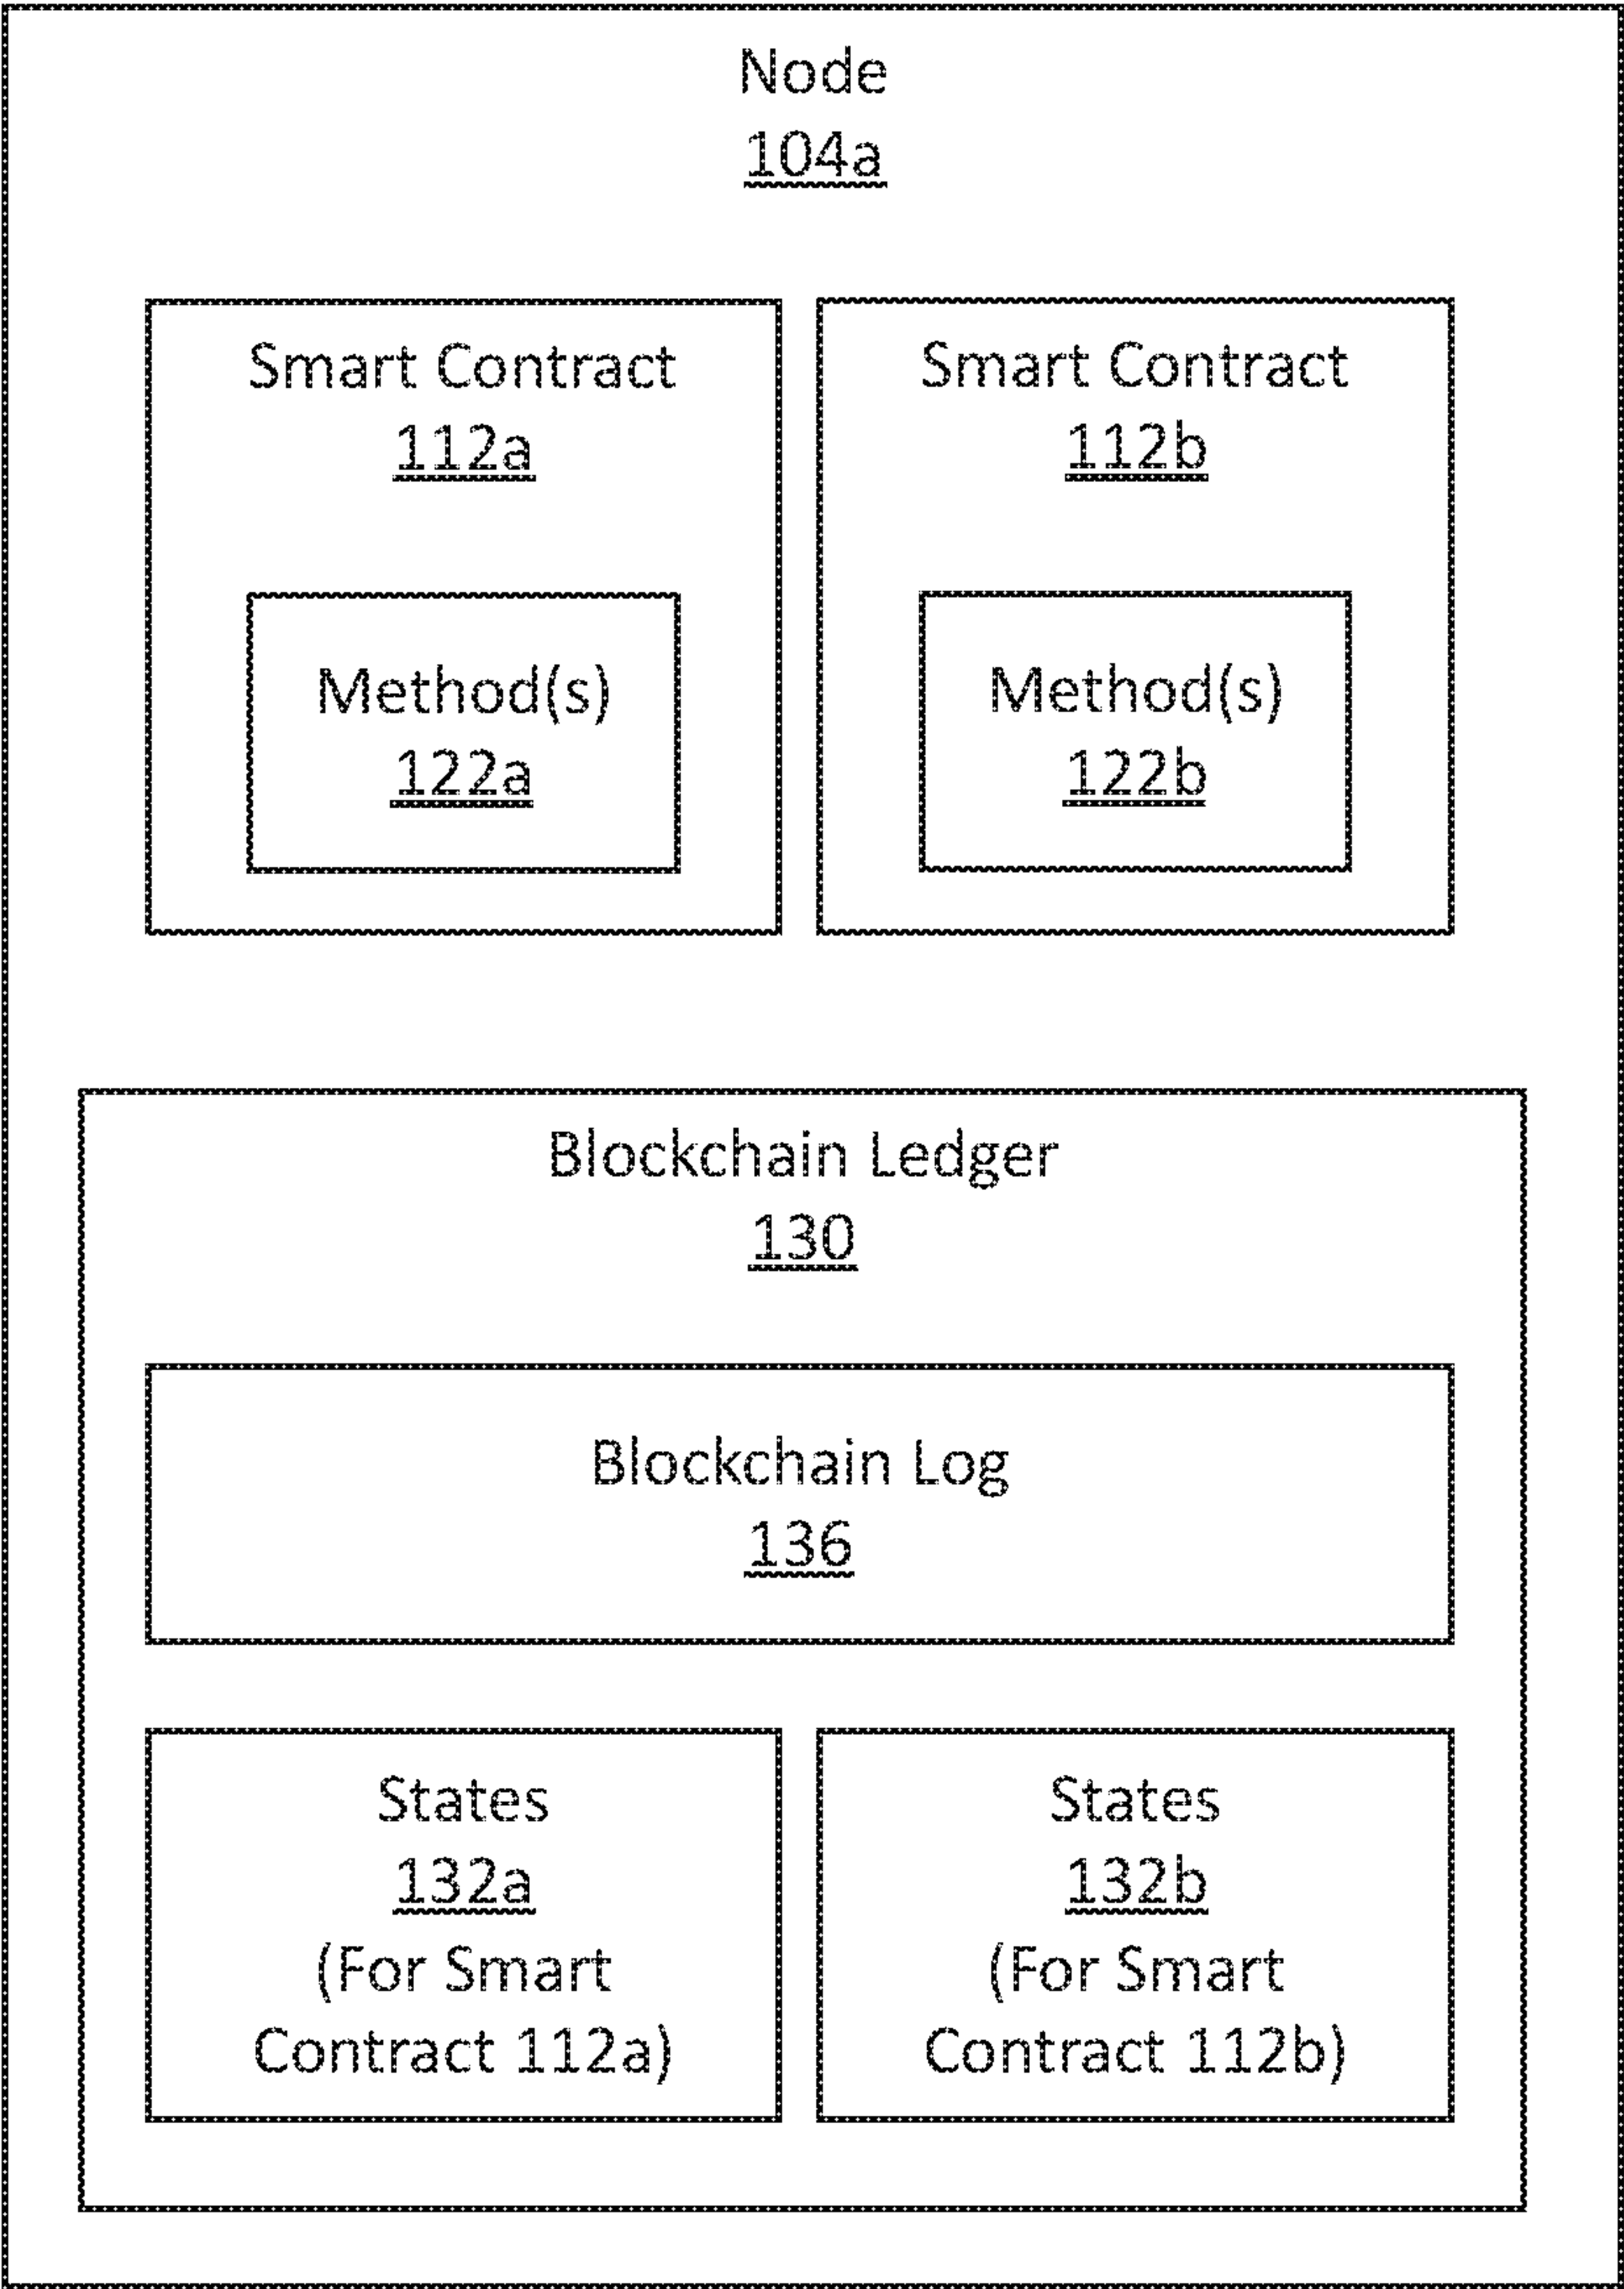 Node
104a
Smart Contract
112a
Smart Contract
112b
Method(s)
122a
Method(s)
122b
Blockchain Ledger
130
Blockchain Log
136
States
132a
(For Smart
Contract 112a)
States
132b
(For Smart
Contract 112b)